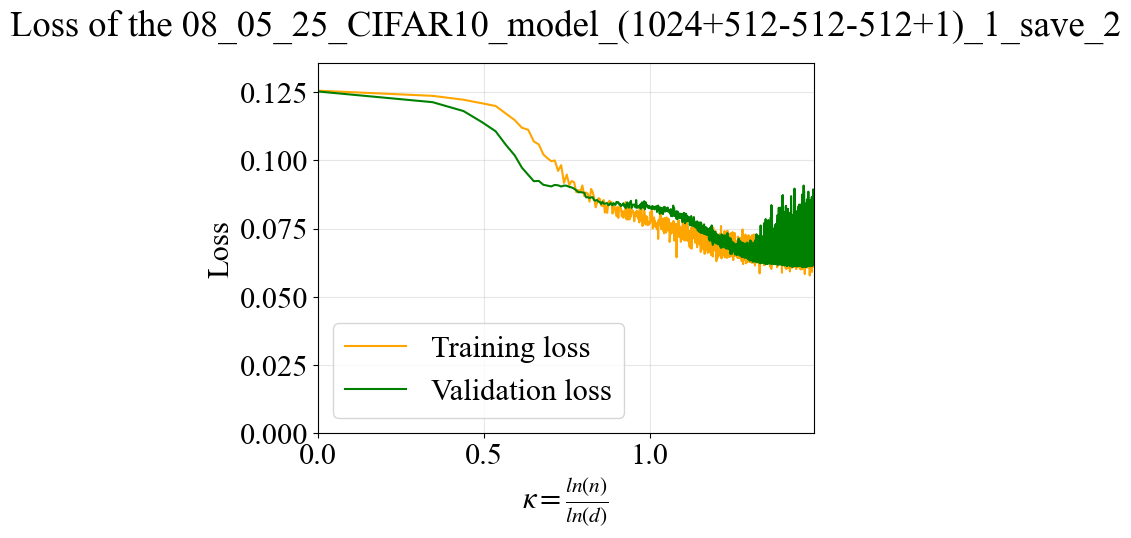 Loss of the 08_05_25_CIFAR10_model_(1024+512-512-512+1)_1_save_2
0.125
0.100
0.075
0.050
0.025
0.000
Loss
Training loss
Validation loss
0.0 0.5 1.0
κ = ln(n)/ln(d)